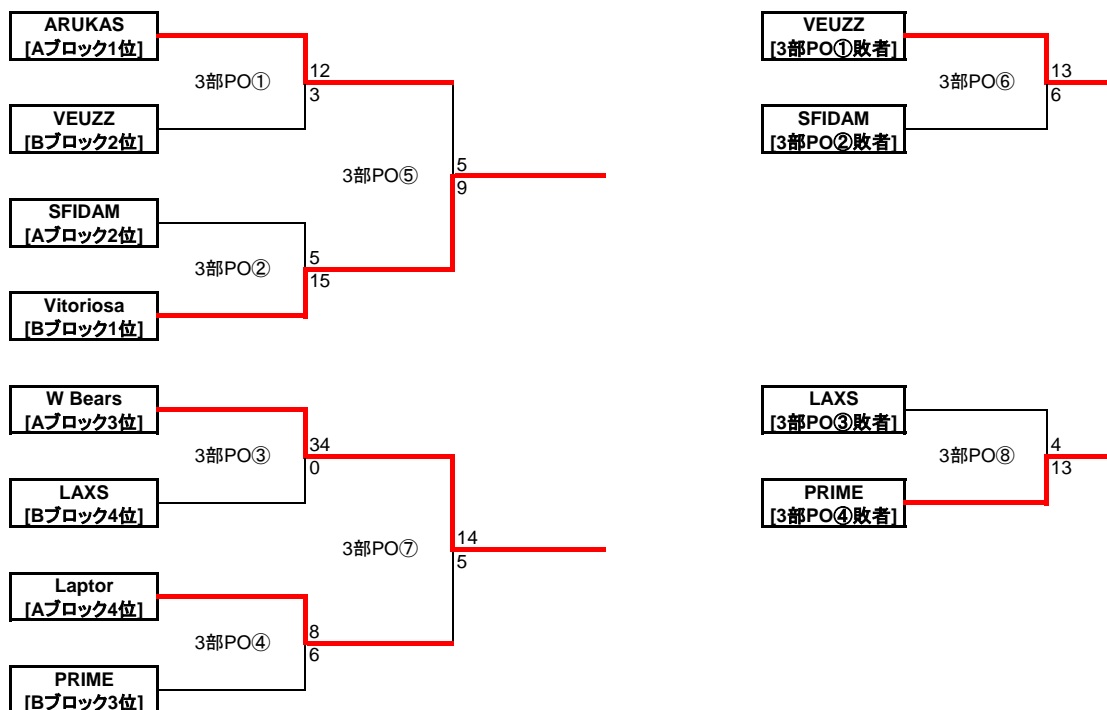 ARUKAS
[Aブロック1位]
3部PO①
12
3
VEUZZ
[Bブロック2位]
3部PO⑤
5
9
SFIDAM
[Aブロック2位]
3部PO②
5
15
Vitoriosa
[Bブロック1位]
W Bears
[Aブロック3位]
3部PO③
34
0
LAXS
[Bブロック4位]
3部PO⑦
14
5
Laptor
[Aブロック4位]
3部PO④
8
6
PRIME
[Bブロック3位]
VEUZZ
[3部PO①敗者]
3部PO⑥
13
6
SFIDAM
[3部PO②敗者]
LAXS
[3部PO③敗者]
3部PO⑧
4
13
PRIME
[3部PO④敗者]